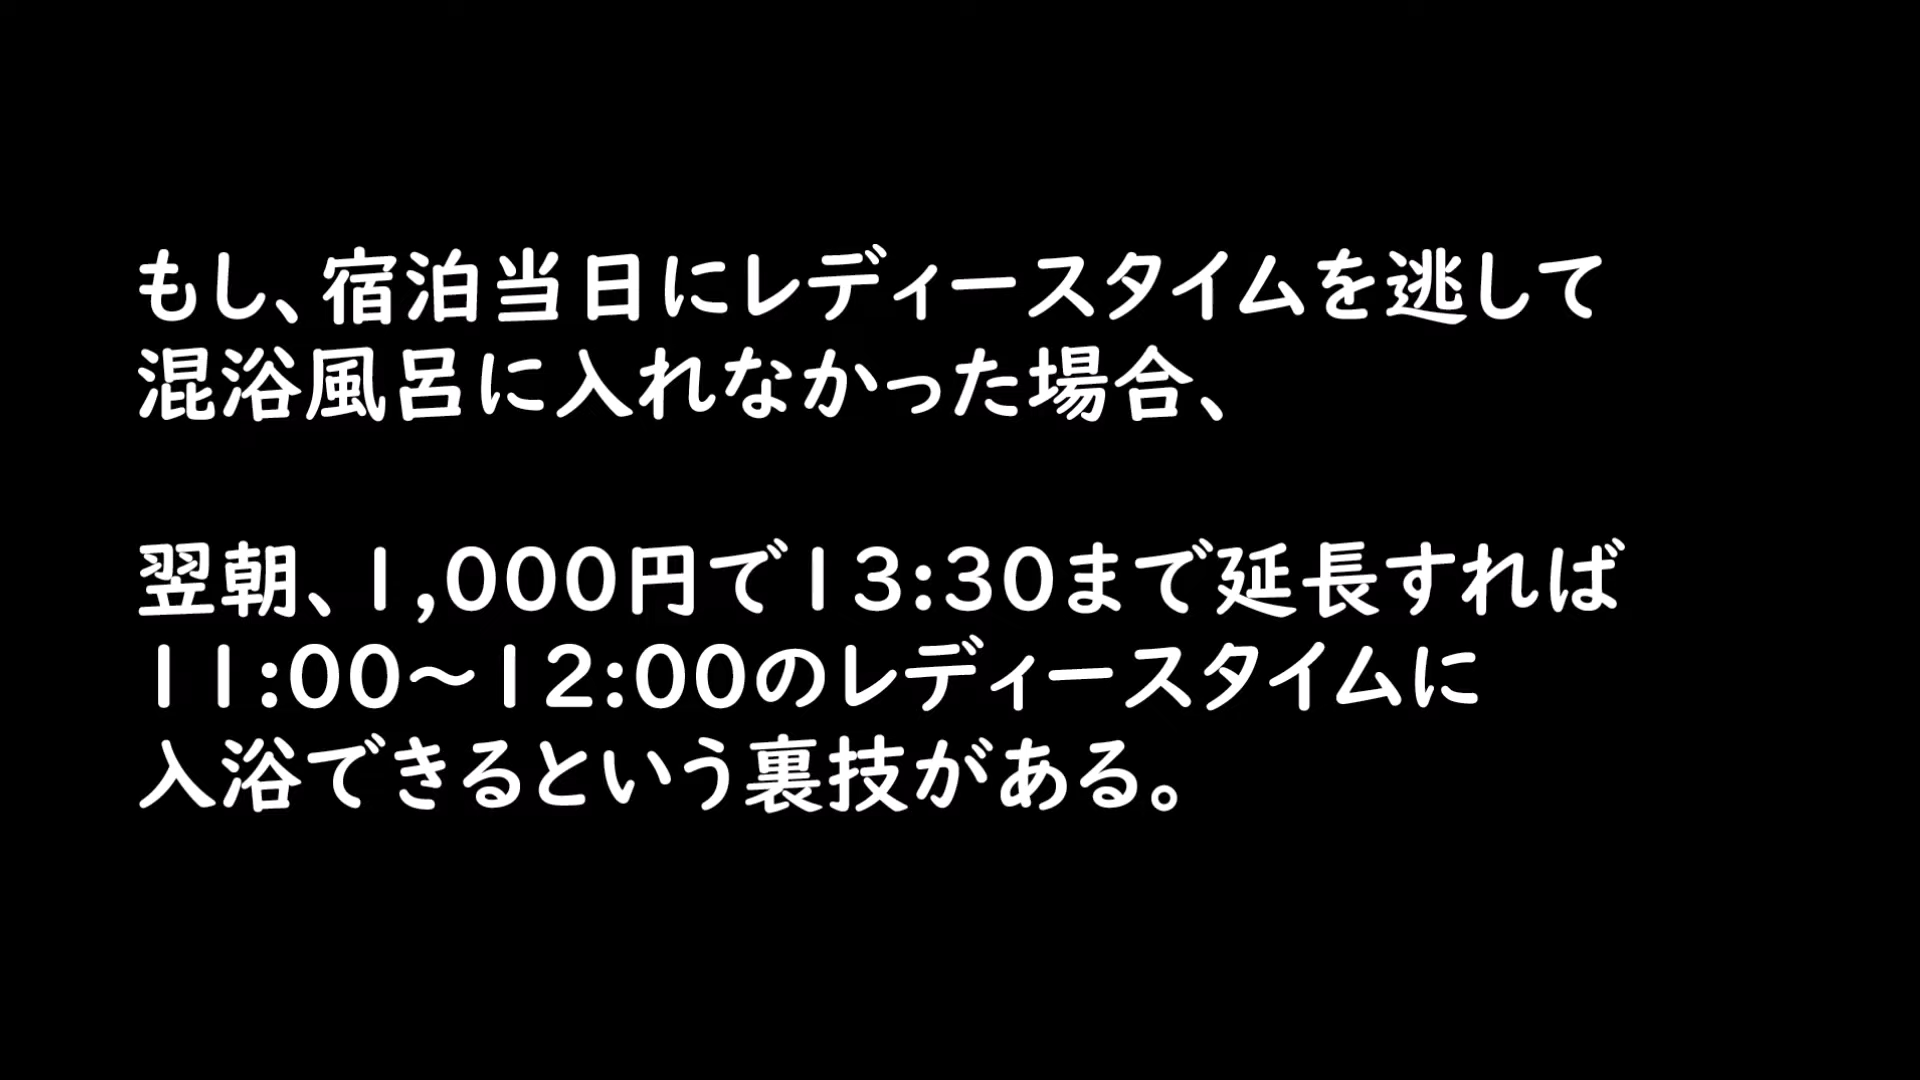 もし、宿泊当日にレディースタイムを逃して
混浴風呂に入れなかった場合、
翌朝、1,000円で13:30まで延長すれば
11:00～12:00のレディースタイムに
入浴できるという裏技がある。